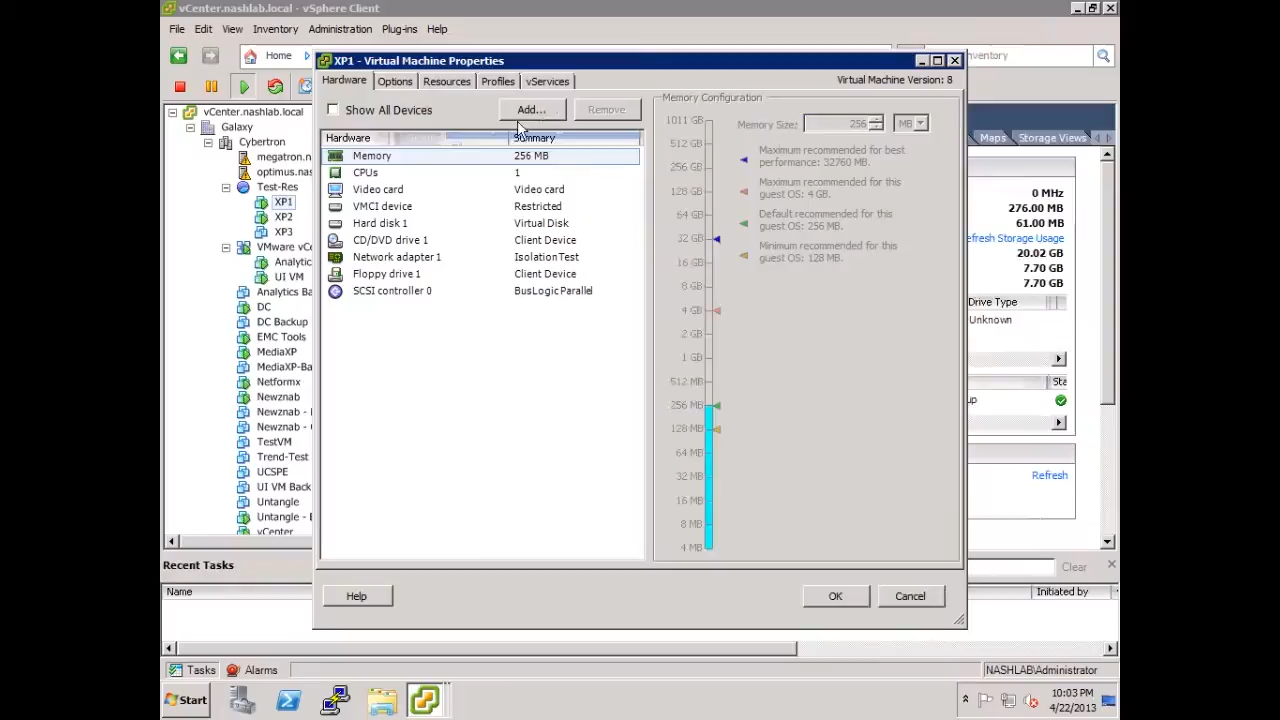 vCenter.nashlab.local - vSphere Client
File Edit View Inventory Administration Plug-ins Help
Home
Inventory
XP1 - Virtual Machine Properties
Hardware Options Resources Profiles vServices
Virtual Machine Version: 8
Show All Devices
Add...
Remove
Hardware Summary
Memory 256 MB
CPUs 1
Video card Video card
VMCI device Restricted
Hard disk 1 Virtual Disk
CD/DVD drive 1 Client Device
Network adapter 1 IsolationTest
Floppy drive 1 Client Device
SCSI controller 0 BusLogic Parallel
Memory Configuration
1011 GB
512 GB
256 GB
128 GB
64 GB
32 GB
16 GB
8 GB
4 GB
2 GB
1 GB
512 MB
256 MB
128 MB
64 MB
32 MB
16 MB
8 MB
4 MB
Memory Size: 256 MB
Maximum recommended for best
performance: 32760 MB.
Maximum recommended for this
guest OS: 4 GB.
Default recommended for this
guest OS: 256 MB.
Minimum recommended for this
guest OS: 128 MB.
Help
OK
Cancel
vCenter.nashlab.local
Galaxy
Cybertron
megatron.n
optimus.nas
Test-Res
XP1
XP2
XP3
VMware vC
Analytic
UI VM
Analytics Ba
DC
DC Backup
EMC Tools
MediaXP
MediaXP-Ba
Netformx
Newznab
Newznab -
Newznab - (
TestVM
Trend-Test
UCSPE
UI VM Back
Untangle
Untangle - E
vCenter
Maps Storage Views
0 MHz
276.00 MB
61.00 MB
efresh Storage Usage
20.02 GB
7.70 GB
7.70 GB
Drive Type
Unknown
Sta
up
Refresh
Recent Tasks
Clear
Name
Initiated by
Tasks Alarms
NASHLAB\Administrator
Start
10:03 PM
4/22/2013